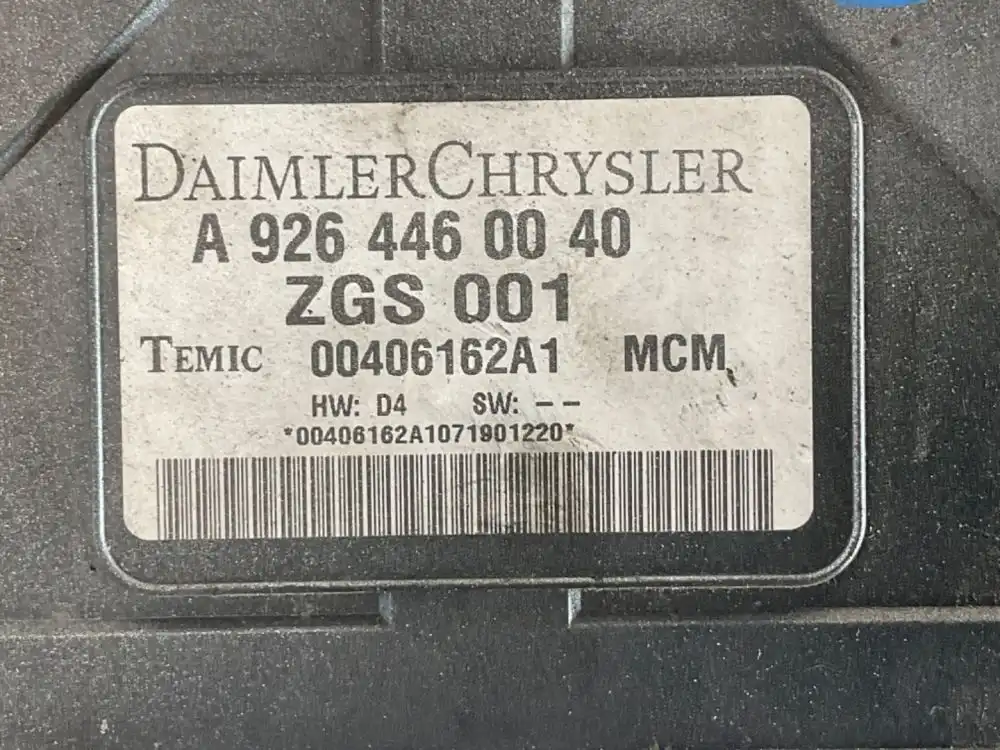 DAIMLERCHRYSLER
A 926 446 00 40
ZGS 001
TEMIC 00406162A1 MCM
HW: D4 SW: – –
*00406162A1071901220*